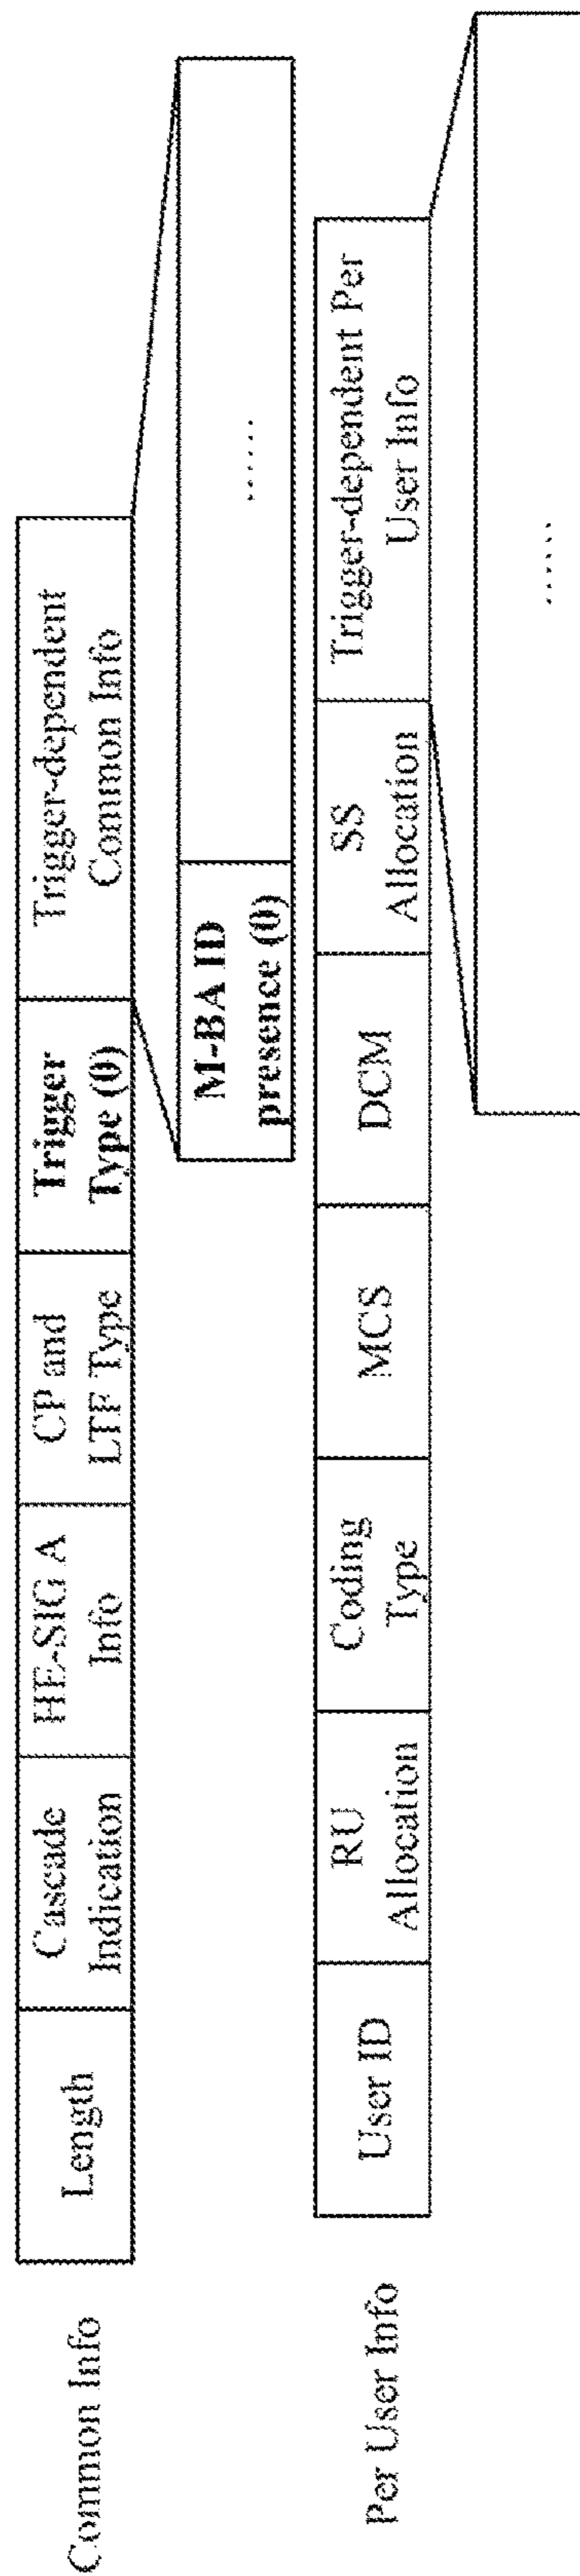 Common Info
Length
Cascade
Indication
HE-SIG A
Info
CP and
LTF Type
Trigger
Type (0)
Trigger-dependent
Common Info
M-BA ID
presence (0)
......
Per User Info
User ID
RU
Allocation
Coding
Type
MCS
DCM
SS
Allocation
Trigger-dependent Per
User Info
......